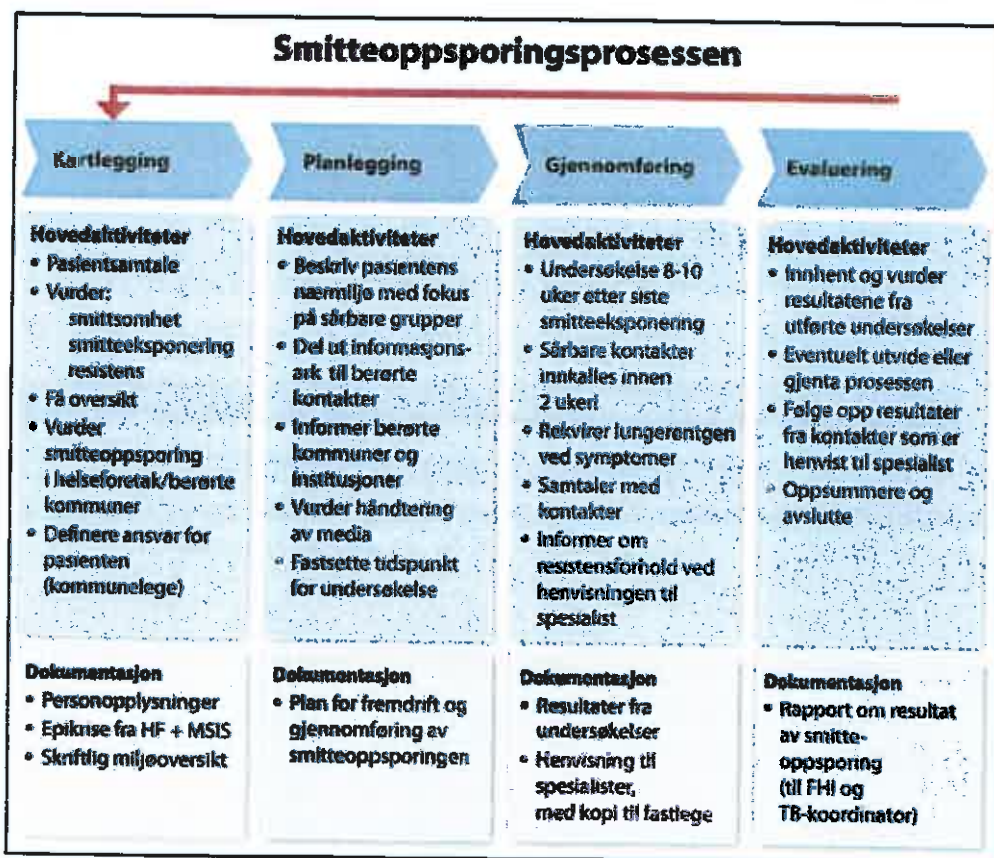 Smitteoppsporingsprosessen
Kartlegging
Hovedaktiviteter
• Pasientsamtale
• Vurder:
smittsomhet
smitteeksponering
resistens
• Få oversikt
• Vurder
smitteoppsporing
i helseforetak/berørte
kommuner
• Definere ansvar for
pasienten
(kommunelege)
Dokumentasjon
• Personopplysninger
• Epikrise fra HF + MSIS
• Skriftlig miljøoversikt
Planlegging
Hovedaktiviteter
• Beskriv pasientens
nærmiljø med fokus
på sårbare grupper
• Del ut informasjons-
ark til berørte
kontakter
• Informer berørte
kommuner og
institusjoner
• Vurder håndtering
av media
• Fastsette tidspunkt
for undersøkelse
Dokumentasjon
• Plan for fremdrift og
gjennomføring av
smitteoppsporingen
Gjennomføring
Hovedaktiviteter
• Undersøkelse 8-10
uker etter siste
smitteeksponering
• Sårbare kontakter
innkalles innen
2 uker!
• Rekvirer lungerøntgen
ved symptomer
• Samtaler med
kontakter
• Informer om
resistensforhold ved
henvisningen til
spesialist
Dokumentasjon
• Resultater fra
undersøkelser
• Henvisning til
spesialister,
med kopi til fastlege
Evaluering
Hovedaktiviteter
• Innhent og vurder
resultatene fra
utførte undersøkelser
• Eventuelt utvide eller
gjenta prosessen
• Følge opp resultater
fra kontakter som er
henvist til spesialist
• Oppsummere og
avslutte
Dokumentasjon
• Rapport om resultat
av smitte-
oppsporing
(til FHI og
TB-koordinator)